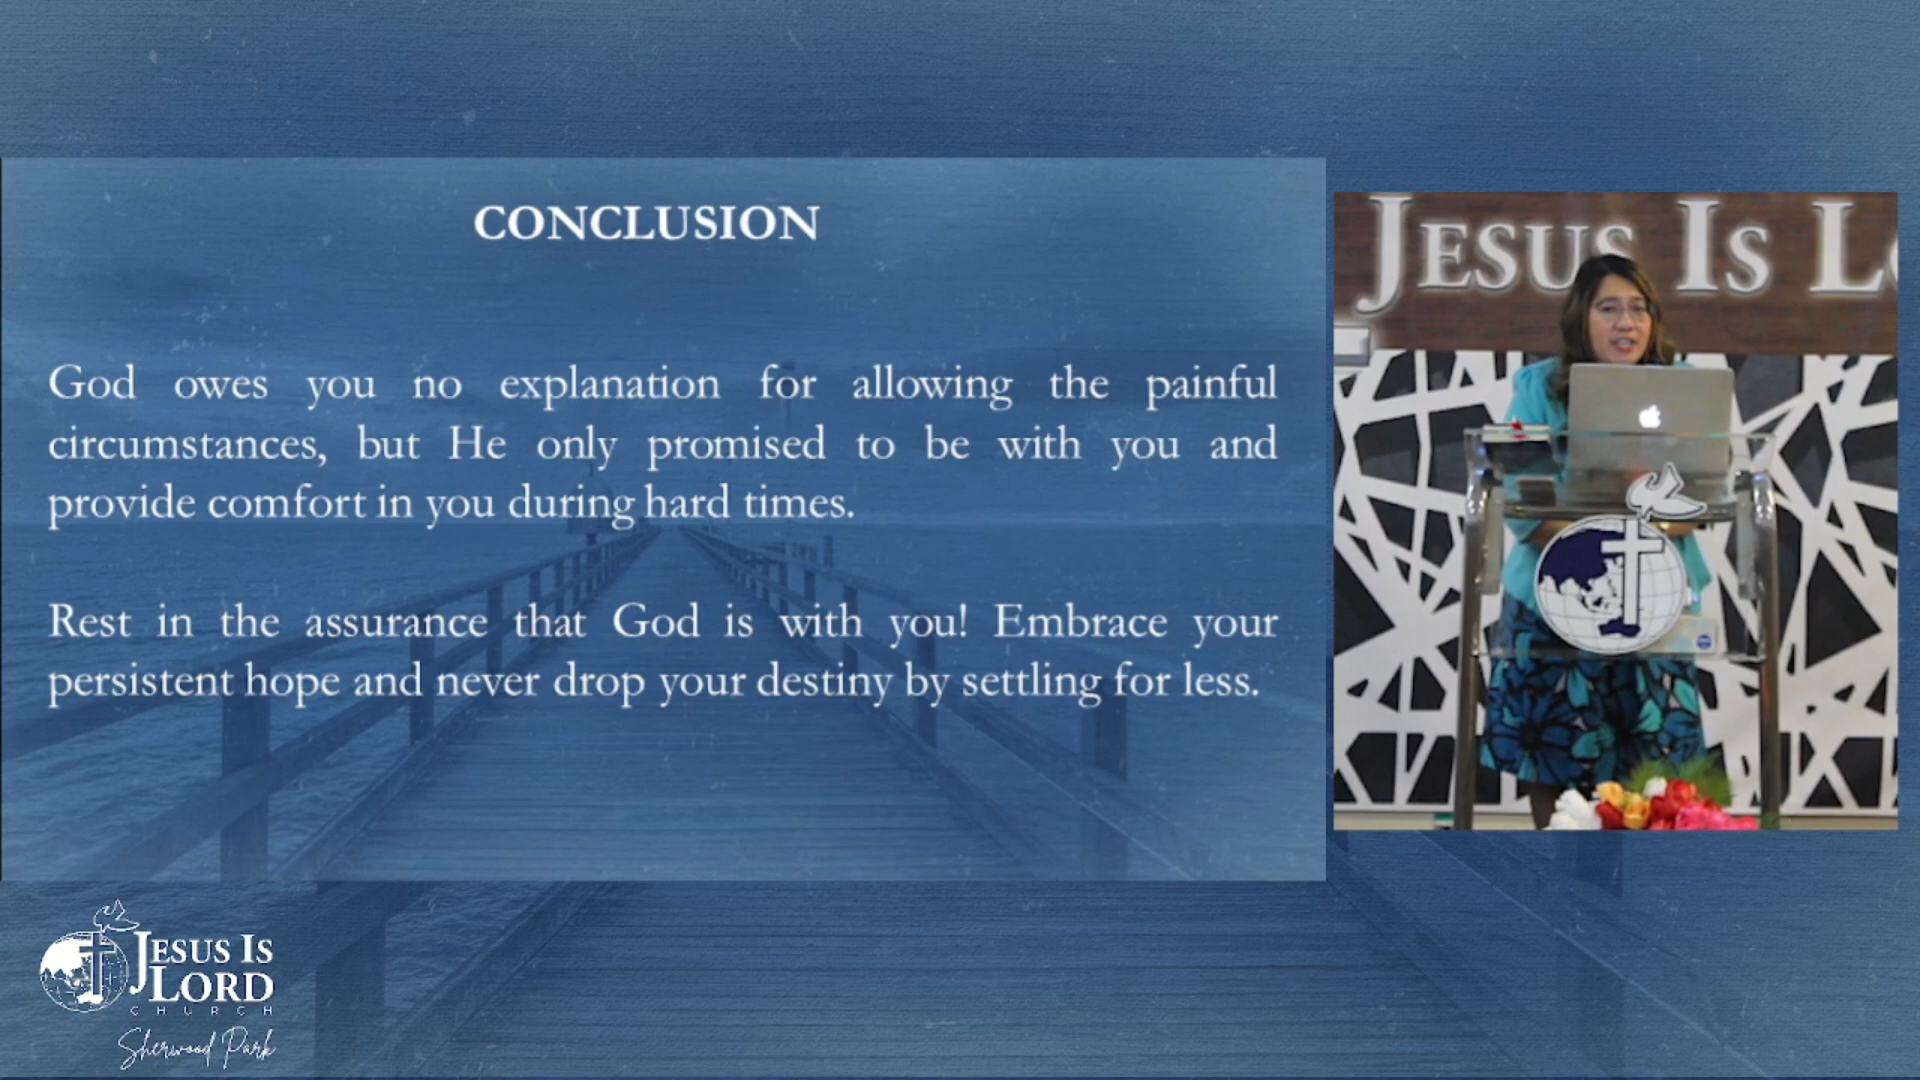 CONCLUSION
God owes you no explanation for allowing the painful
circumstances, but He only promised to be with you and
provide comfort in you during hard times.
Rest in the assurance that God is with you! Embrace your
persistent hope and never drop your destiny by settling for less.
JESUS IS LO
JESUS IS
LORD
CHURCH
Sherwood Park